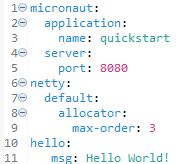 1 micronaut:
2   application:
3     name: quickstart
4   server:
5     port: 8080
6 netty:
7   default:
8     allocator:
9       max-order: 3
10 hello:
11   msg: Hello World!